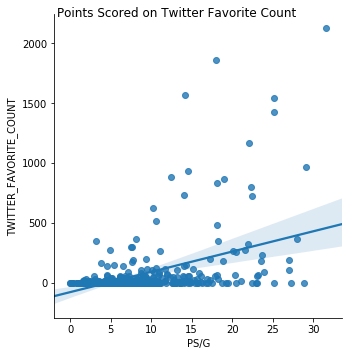 Points Scored on Twitter Favorite Count
2000
1500
1000
500
0
TWITTER_FAVORITE_COUNT
0 5 10 15 20 25 30
PS/G